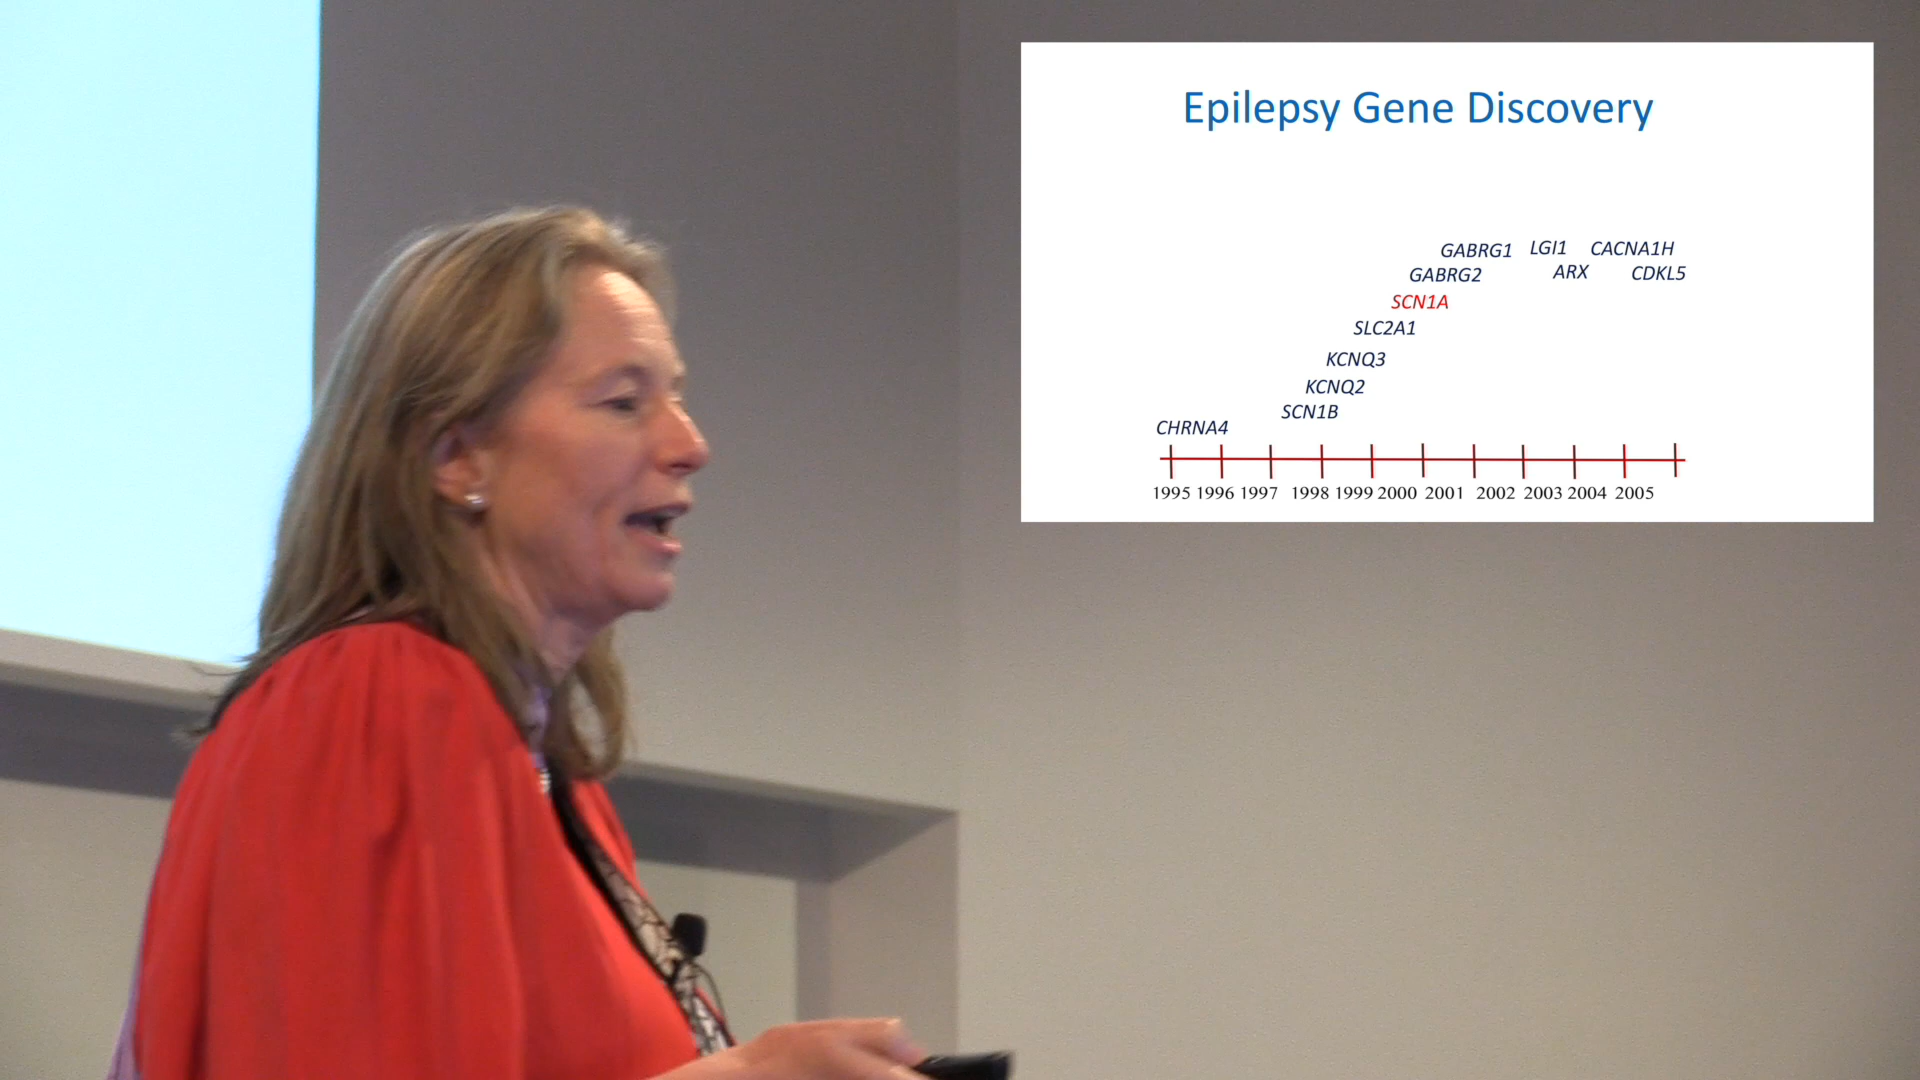 Epilepsy Gene Discovery
GABRG1 LGI1 CACNA1H
GABRG2 ARX CDKL5
SCN1A
SLC2A1
KCNQ3
KCNQ2
SCN1B
CHRNA4
1995 1996 1997 1998 1999 2000 2001 2002 2003 2004 2005